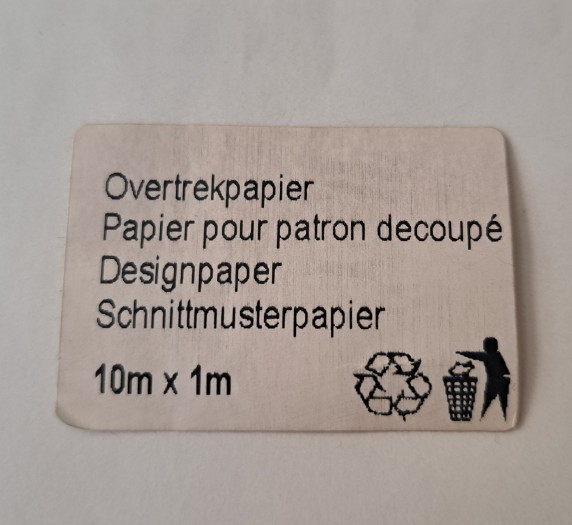 Overtrekpapier
Papier pour patron decoupé
Designpaper
Schnittmusterpapier
10m x 1m